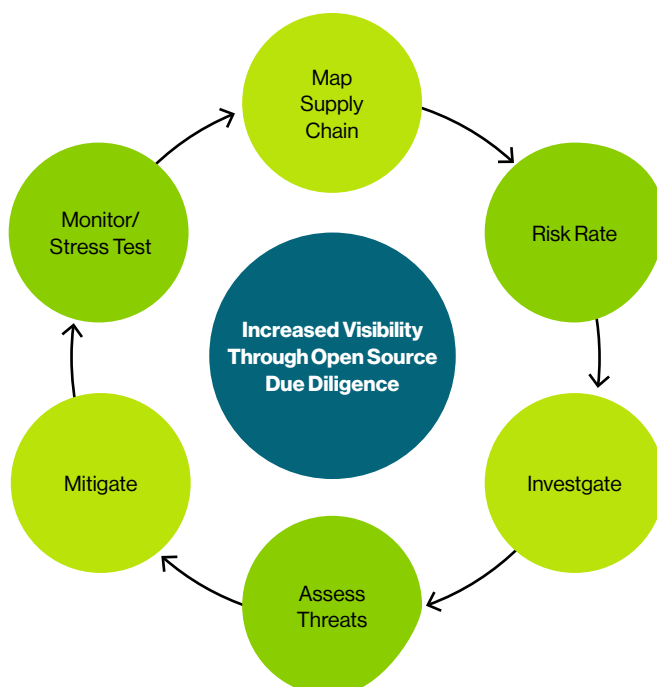 Map
Supply
Chain
Risk Rate
Investgate
Assess
Threats
Mitigate
Monitor/
Stress Test
Increased Visibility
Through Open Source
Due Diligence